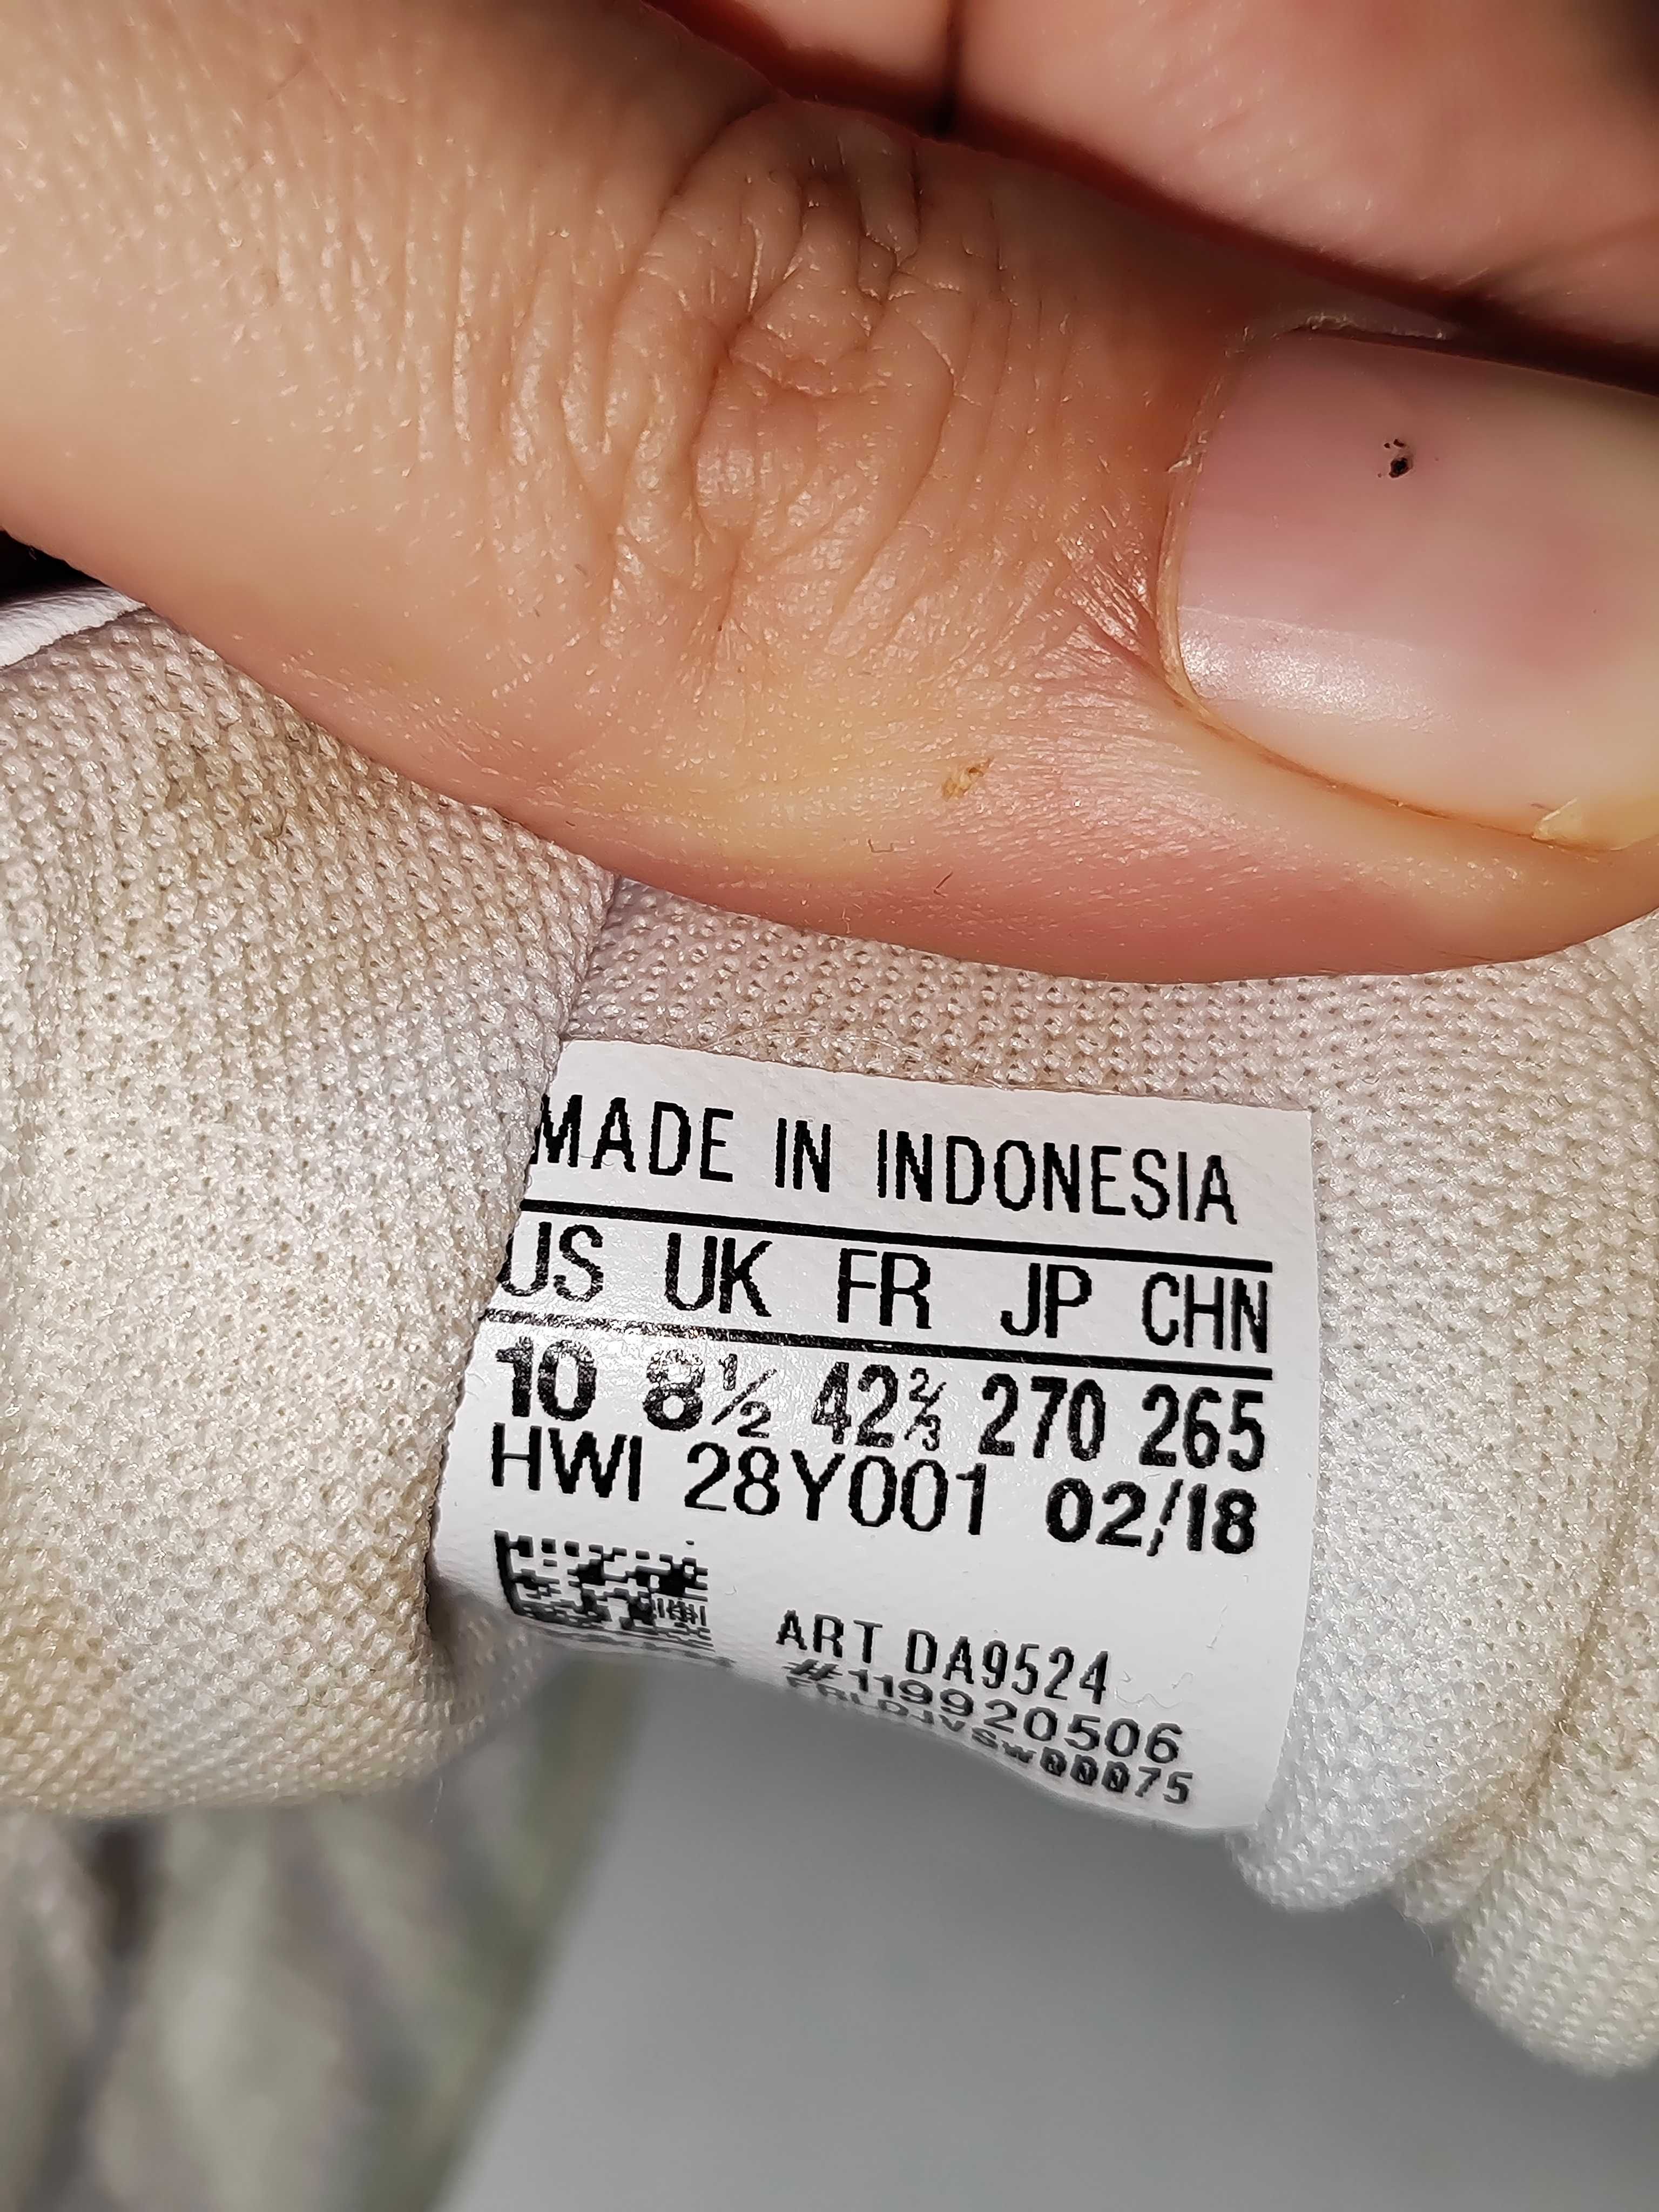 MADE IN INDONESIA
US UK FR JP CHN
10 8½ 42⅔ 270 265
HWI 28Y001 02/18
ART DA9524
#119920506